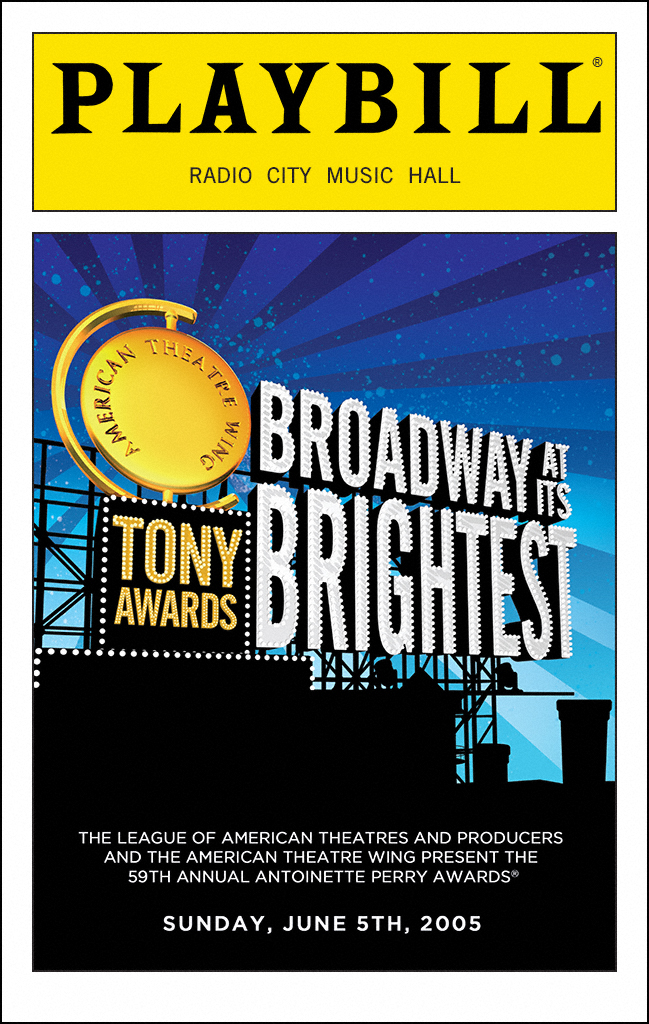 PLAYBILL®
RADIO CITY MUSIC HALL
AMERICAN THEATRE WING
BROADWAY AT
ITS
BRIGHTEST
TONY
AWARDS
THE LEAGUE OF AMERICAN THEATRES AND PRODUCERS
AND THE AMERICAN THEATRE WING PRESENT THE
59TH ANNUAL ANTOINETTE PERRY AWARDS®
SUNDAY, JUNE 5TH, 2005